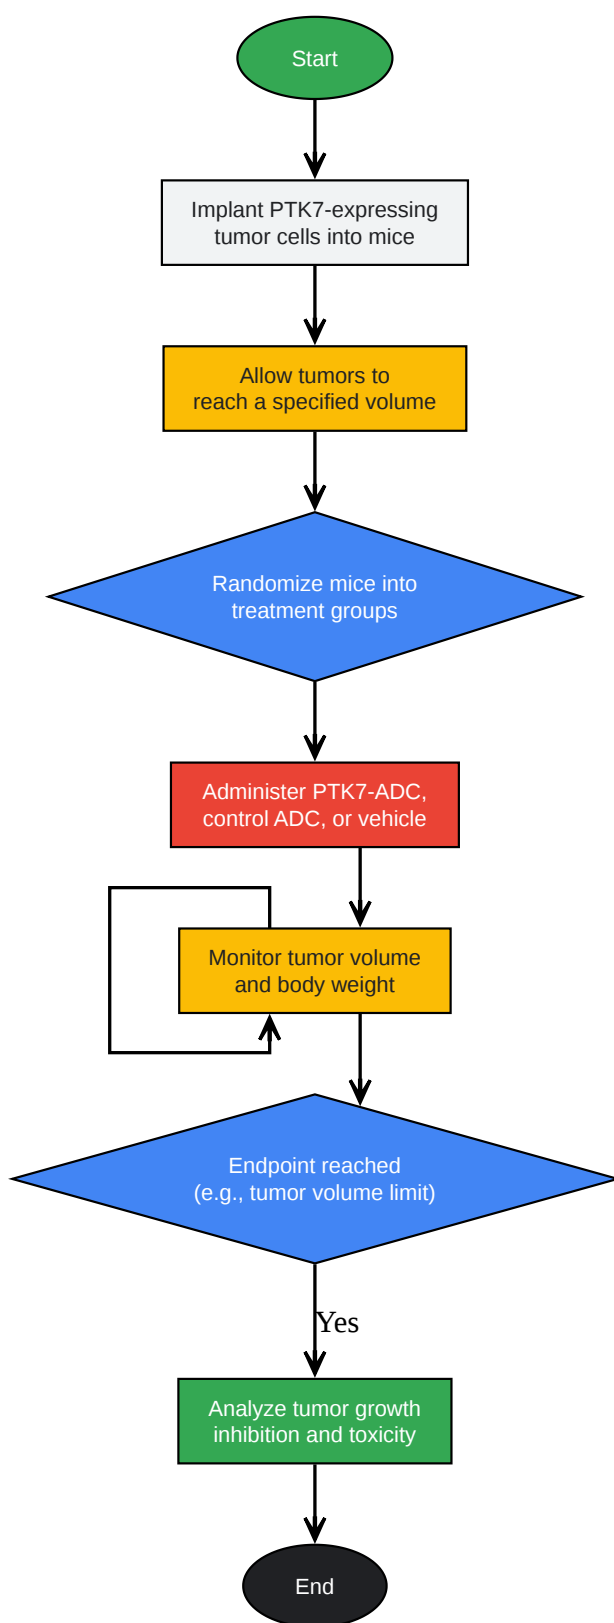 Start
Implant PTK7-expressing
tumor cells into mice
Allow tumors to
reach a specified volume
Randomize mice into
treatment groups
Administer PTK7-ADC,
control ADC, or vehicle
Monitor tumor volume
and body weight
Endpoint reached
(e.g., tumor volume limit)
Yes
Analyze tumor growth
inhibition and toxicity
End